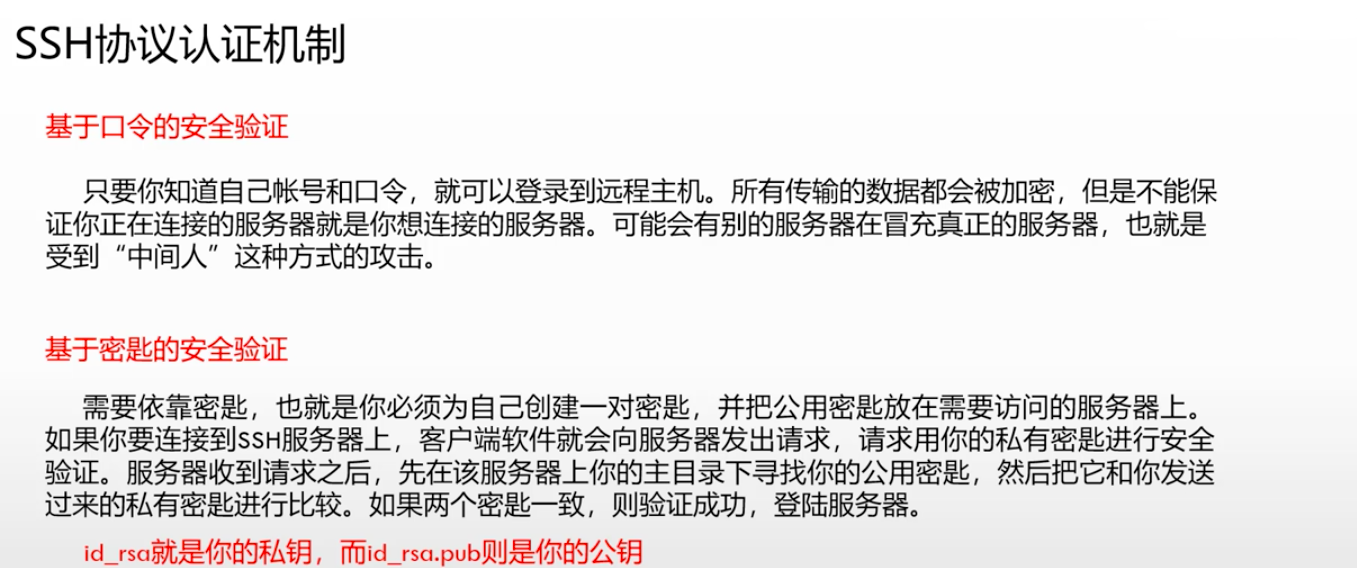 SSH协议认证机制
基于口令的安全验证
只要你知道自己帐号和口令，就可以登录到远程主机。所有传输的数据都会被加密，但是不能保
证你正在连接的服务器就是你想连接的服务器。可能会有别的服务器在冒充真正的服务器，也就是
受到“中间人”这种方式的攻击。
基于密匙的安全验证
需要依靠密匙，也就是你必须为自己创建一对密匙，并把公用密匙放在需要访问的服务器上。
如果你要连接到SSH服务器上，客户端软件就会向服务器发出请求，请求用你的私有密匙进行安全
验证。服务器收到请求之后，先在该服务器上你的主目录下寻找你的公用密匙，然后把它和你发送
过来的私有密匙进行比较。如果两个密匙一致，则验证成功，登陆服务器。
id_rsa就是你的私钥，而id_rsa.pub则是你的公钥